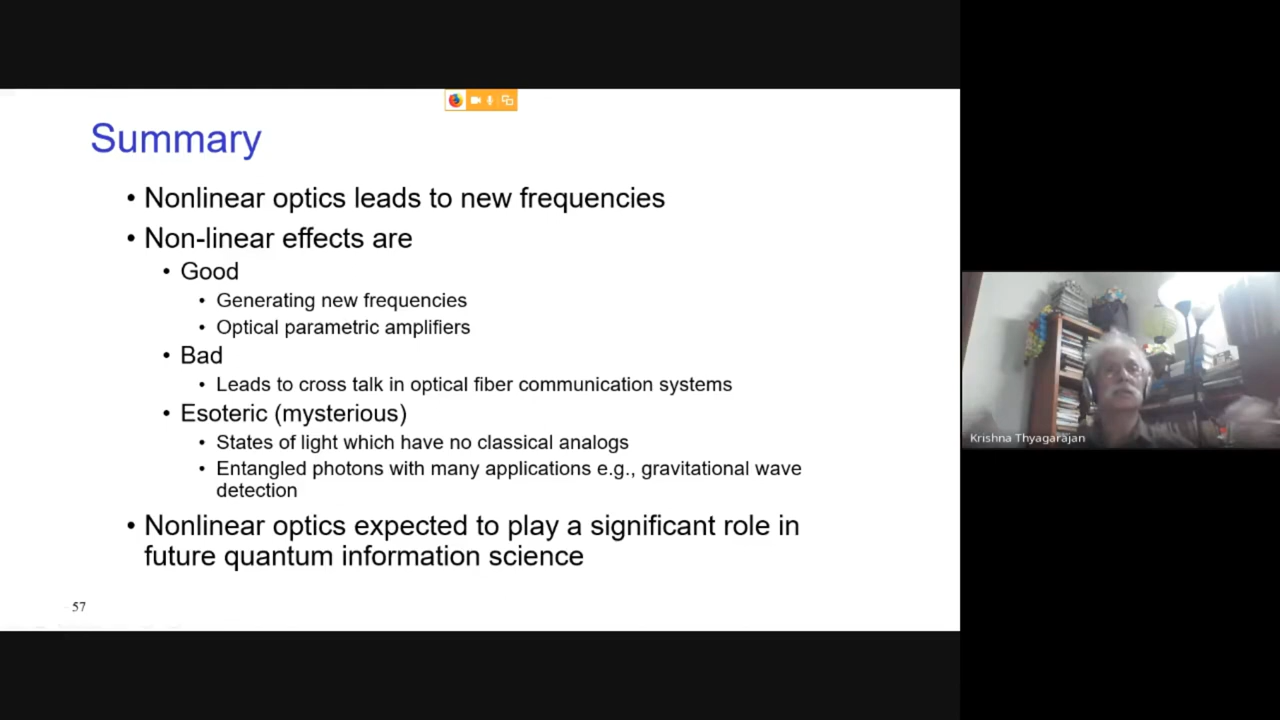 Summary
• Nonlinear optics leads to new frequencies
• Non-linear effects are
• Good
• Generating new frequencies
• Optical parametric amplifiers
• Bad
• Leads to cross talk in optical fiber communication systems
• Esoteric (mysterious)
• States of light which have no classical analogs
• Entangled photons with many applications e.g., gravitational wave
detection
• Nonlinear optics expected to play a significant role in
future quantum information science
57
Krishna Thyagarajan